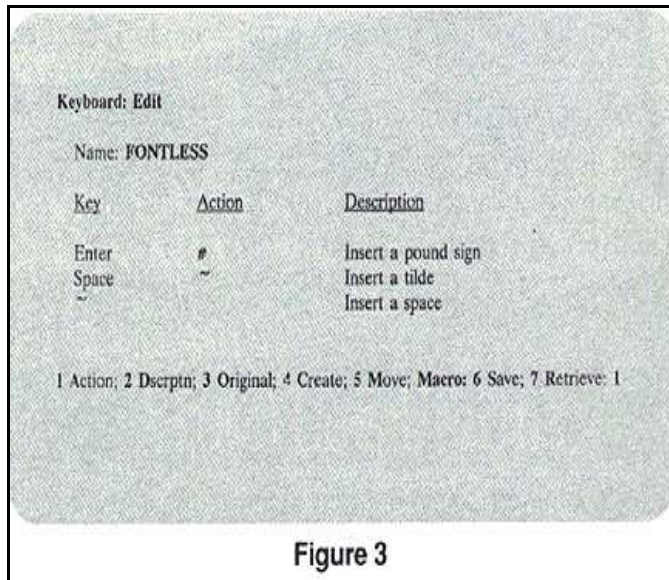 Keyboard: Edit
Name: FONTLESS
Key Action Description
Enter # Insert a pound sign
Space ~ Insert a tilde
~ Insert a space
1 Action; 2 Dscrptn; 3 Original; 4 Create; 5 Move; Macro: 6 Save; 7 Retrieve: 1
Figure 3